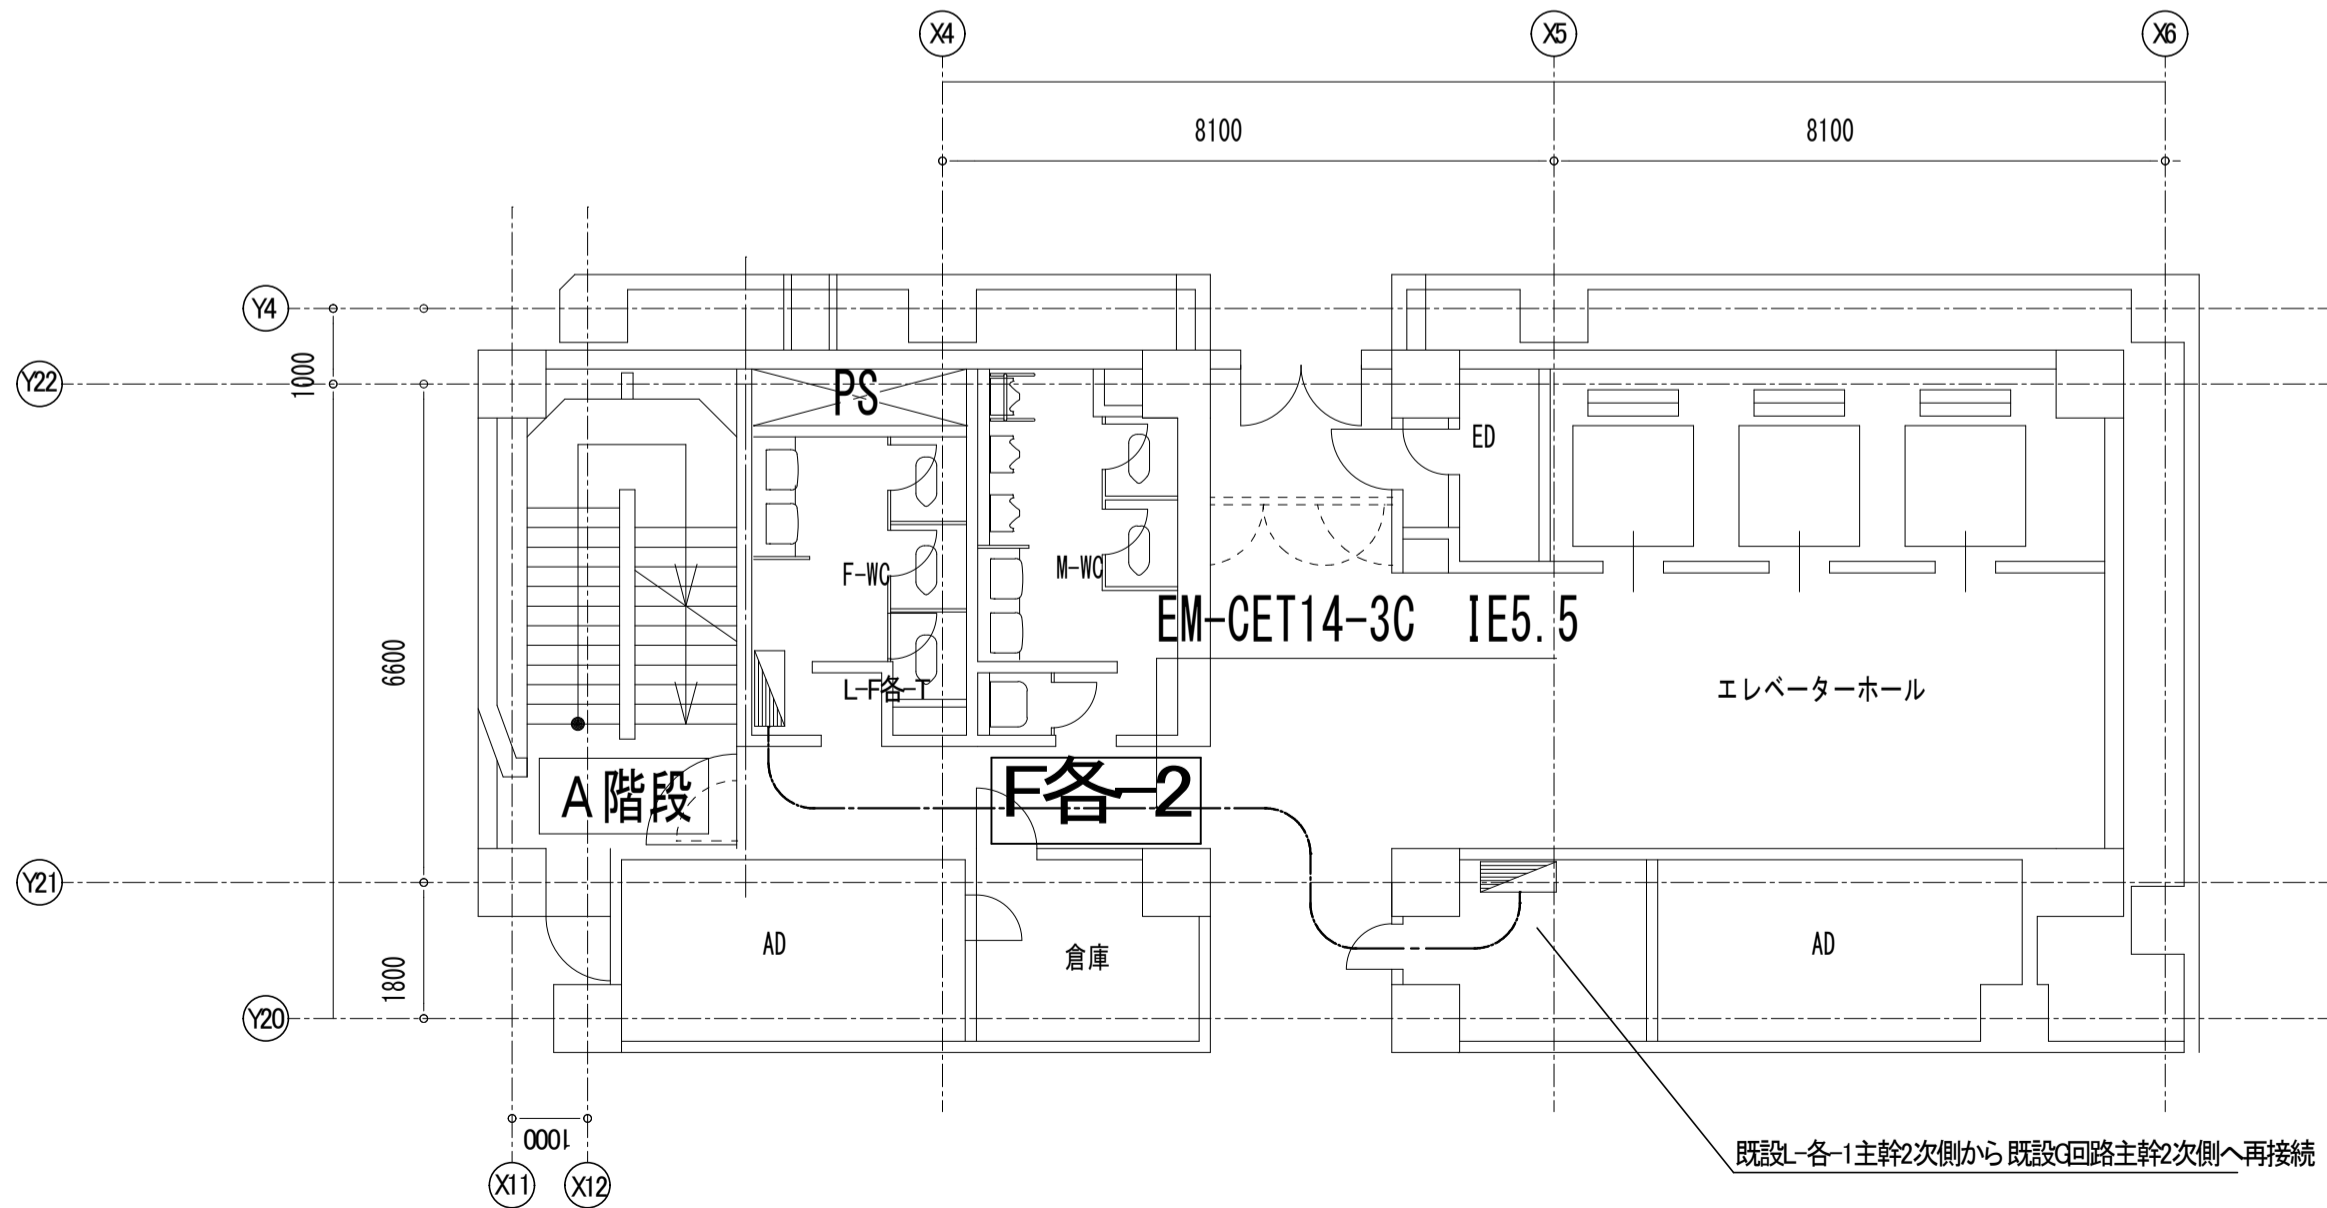 X4
X5
X6
8100
8100
Y4
1000
Y22
PS
ED
F-WC
M-WC
EM-CET14-3C IE5.5
6600
L-F各-T
エレベーターホール
A階段
F各-2
Y21
AD
倉庫
AD
1800
Y20
1000
既設L-各-1主幹2次側から 既設G回路主幹2次側へ再接続
X11
X12